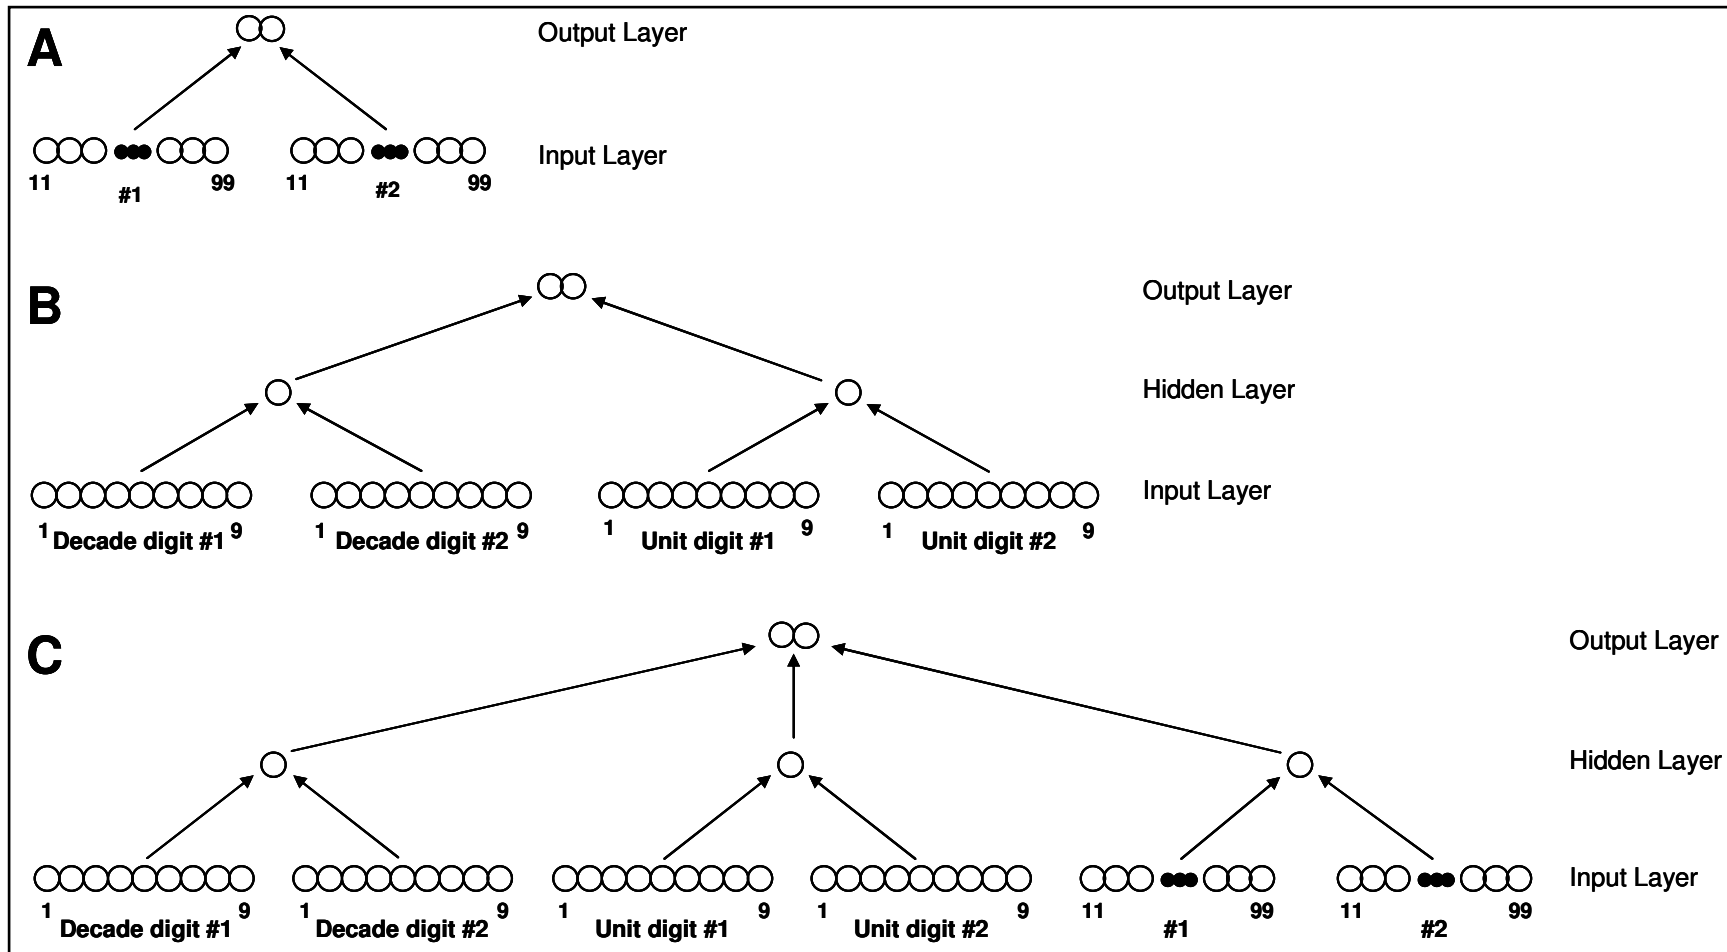 A
Output Layer
Input Layer
11 #1 99 11 #2 99
B
Output Layer
Hidden Layer
Input Layer
1 Decade digit #1 9 1 Decade digit #2 9 1 Unit digit #1 9 1 Unit digit #2 9
C
Output Layer
Hidden Layer
Input Layer
1 Decade digit #1 9 1 Decade digit #2 9 1 Unit digit #1 9 1 Unit digit #2 9 11 #1 99 11 #2 99